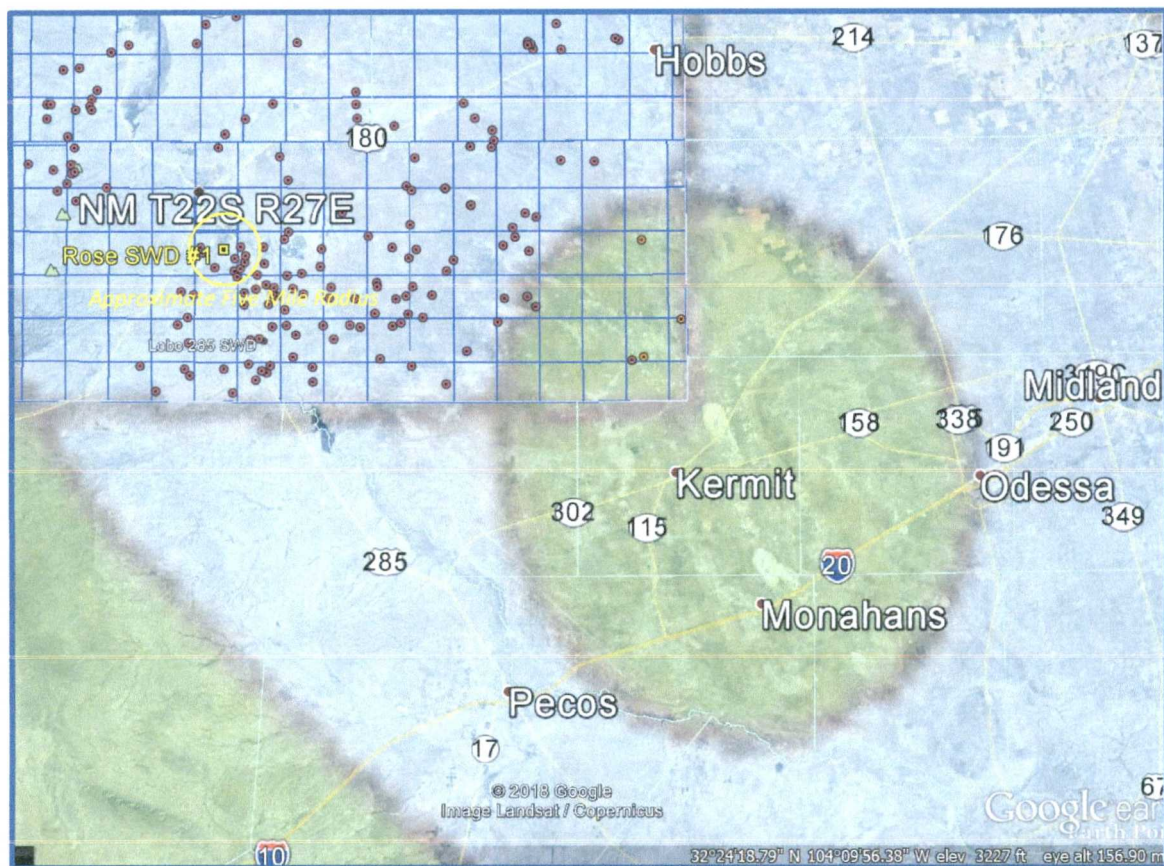 214
137
Hobbs
180
NM T22S R27E
176
Rose SWD #1
Approximate Five Mile Radius
Lobo 285 SWD
Midland
158
338
250
191
Kermit
Odessa
302
115
349
285
20
Monahans
Pecos
17
© 2018 Google
Image Landsat / Copernicus
67
Google ear
Earth Poi
10
32°24'18.79" N 104°09'56.38" W elev 3227 ft eye alt 156.90 m